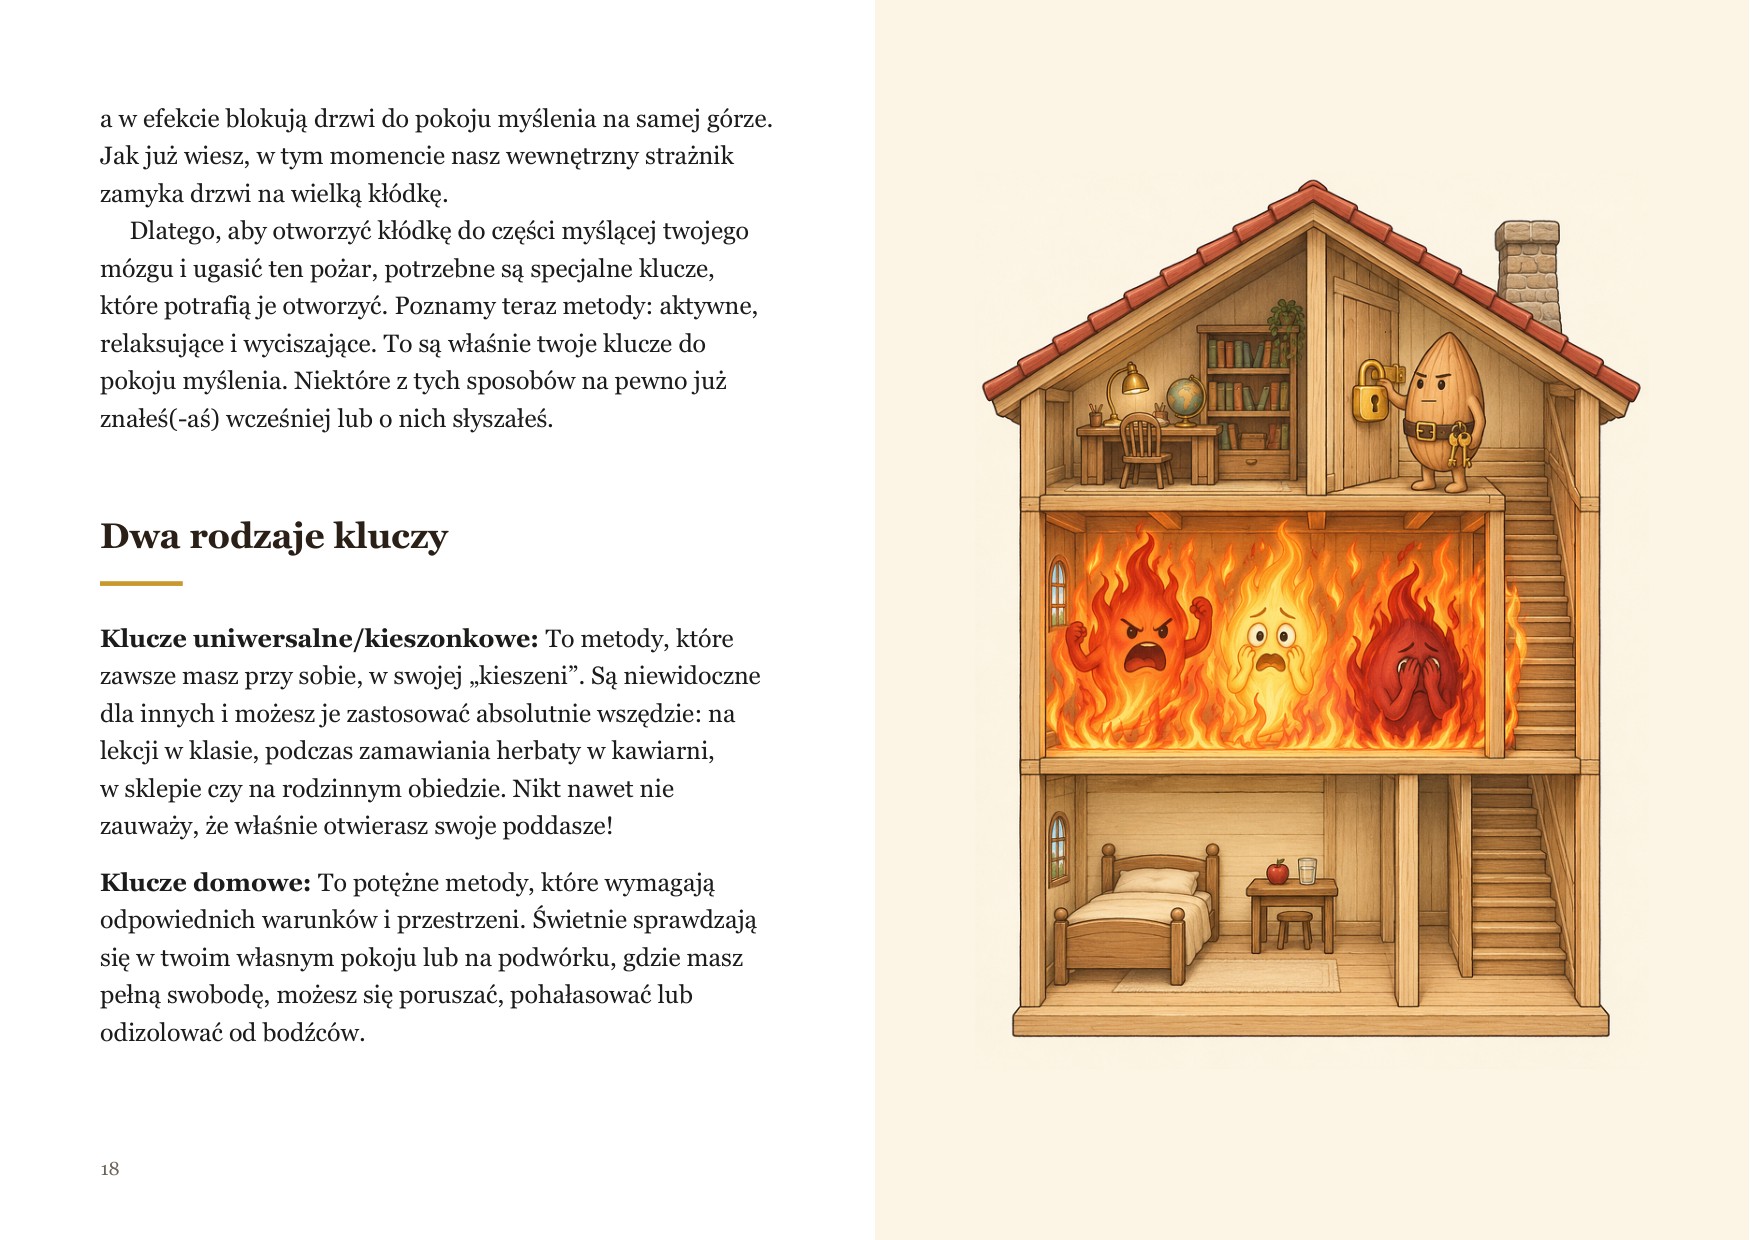 a w efekcie blokują drzwi do pokoju myślenia na samej górze.
Jak już wiesz, w tym momencie nasz wewnętrzny strażnik
zamyka drzwi na wielką kłódkę.
Dlatego, aby otworzyć kłódkę do części myślącej twojego
mózgu i ugasić ten pożar, potrzebne są specjalne klucze,
które potrafią je otworzyć. Poznamy teraz metody: aktywne,
relaksujące i wyciszające. To są właśnie twoje klucze do
pokoju myślenia. Niektóre z tych sposobów na pewno już
znałeś(-aś) wcześniej lub o nich słyszałeś.
Dwa rodzaje kluczy
Klucze uniwersalne/kieszonkowe: To metody, które
zawsze masz przy sobie, w swojej „kieszeni”. Są niewidoczne
dla innych i możesz je zastosować absolutnie wszędzie: na
lekcji w klasie, podczas zamawiania herbaty w kawiarni,
w sklepie czy na rodzinnym obiedzie. Nikt nawet nie
zauważy, że właśnie otwierasz swoje poddasze!
Klucze domowe: To potężne metody, które wymagają
odpowiednich warunków i przestrzeni. Świetnie sprawdzają
się w twoim własnym pokoju lub na podwórku, gdzie masz
pełną swobodę, możesz się poruszać, pohałasować lub
odizolować od bodźców.
18